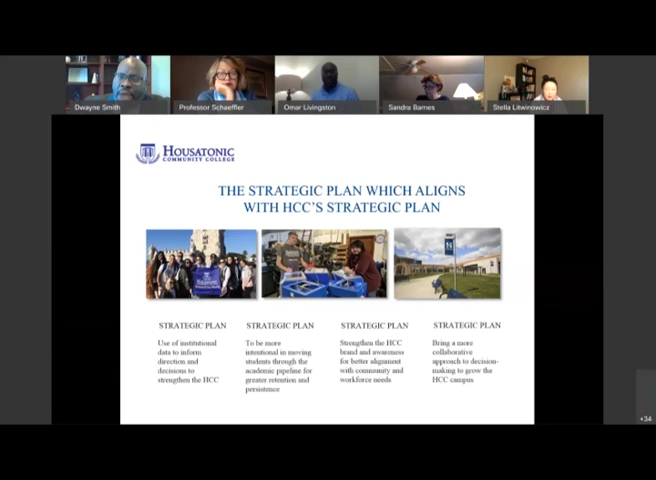 Dwayne Smith
Professor Schaeffler
Omar Livingston
Sandra Barnes
Stella Litwinowicz
HOUSATONIC
COMMUNITY COLLEGE
THE STRATEGIC PLAN WHICH ALIGNS
WITH HCC'S STRATEGIC PLAN
STRATEGIC PLAN
Use of institutional
data to inform
direction and
decisions to
strengthen the HCC
STRATEGIC PLAN
To be more
intentional in moving
students through the
academic pipeline for
greater retention and
persistence
STRATEGIC PLAN
Strengthen the HCC
brand and awareness
for better alignment
with community and
workforce needs
STRATEGIC PLAN
Bring a more
collaborative
approach to decision-
making to grow the
HCC campus
+34